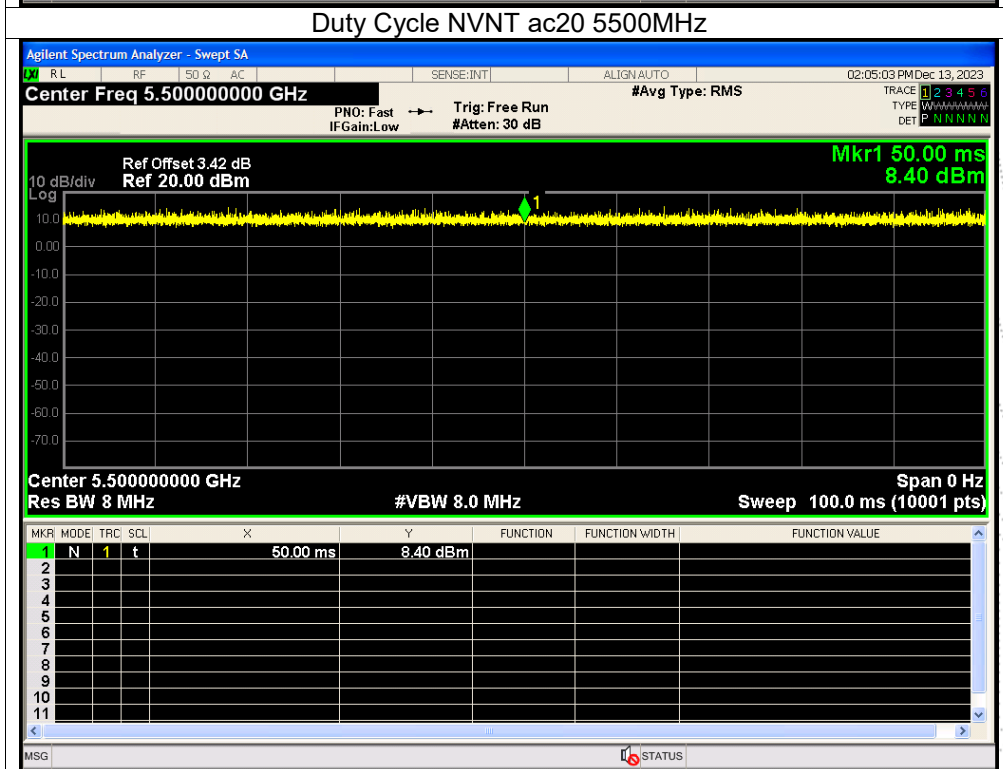 Duty Cycle NVNT ac20 5500MHz
Agilent Spectrum Analyzer - Swept SA
LXI RL RF 50 Ω AC SENSE:INT ALIGN AUTO 02:05:03 PM Dec 13, 2023
Center Freq 5.500000000 GHz #Avg Type: RMS TRACE 1 2 3 4 5 6
PNO: Fast Trig: Free Run TYPE WWWWWW
IFGain:Low #Atten: 30 dB DET P N N N N N
Mkr1 50.00 ms
Ref Offset 3.42 dB
8.40 dBm
10 dB/div Ref 20.00 dBm
Log
1
10.0
0.00
-10.0
-20.0
-30.0
-40.0
-50.0
-60.0
-70.0
Center 5.500000000 GHz Span 0 Hz
Res BW 8 MHz #VBW 8.0 MHz Sweep 100.0 ms (10001 pts)
MKR MODE TRC SCL X Y FUNCTION FUNCTION WIDTH FUNCTION VALUE
1 N 1 t 50.00 ms 8.40 dBm
2
3
4
5
6
7
8
9
10
11
MSG STATUS